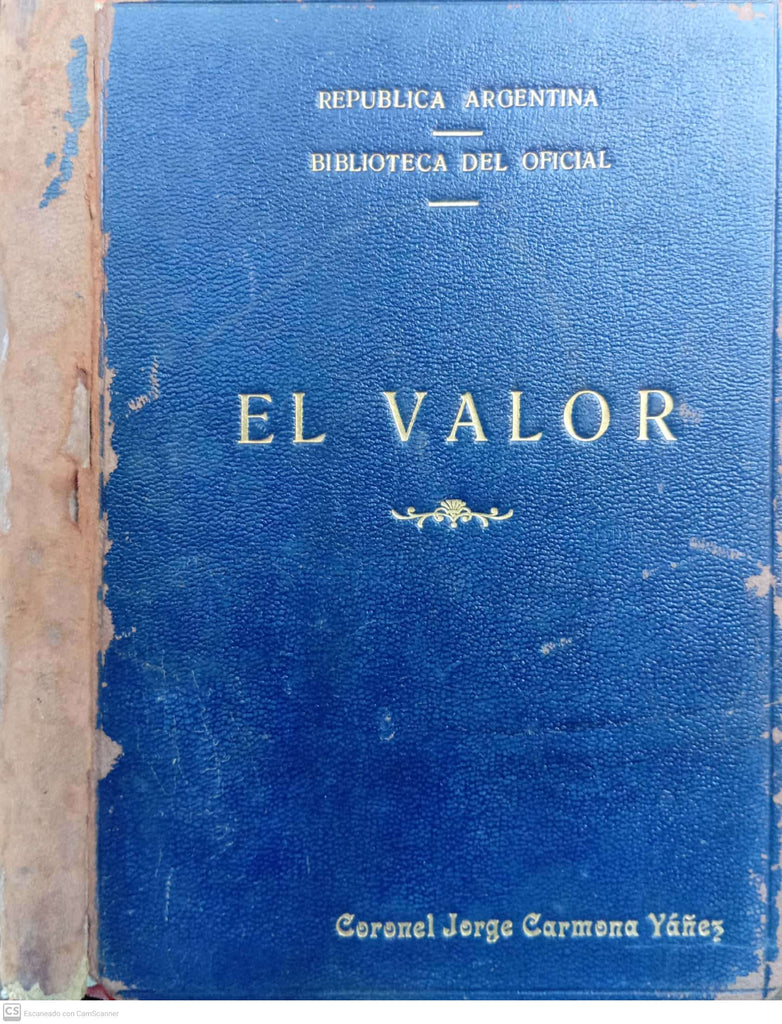 REPUBLICA ARGENTINA
BIBLIOTECA DEL OFICIAL
EL VALOR
Coronel Jorge Carmona Yáñez
CS Escaneado con CamScanner